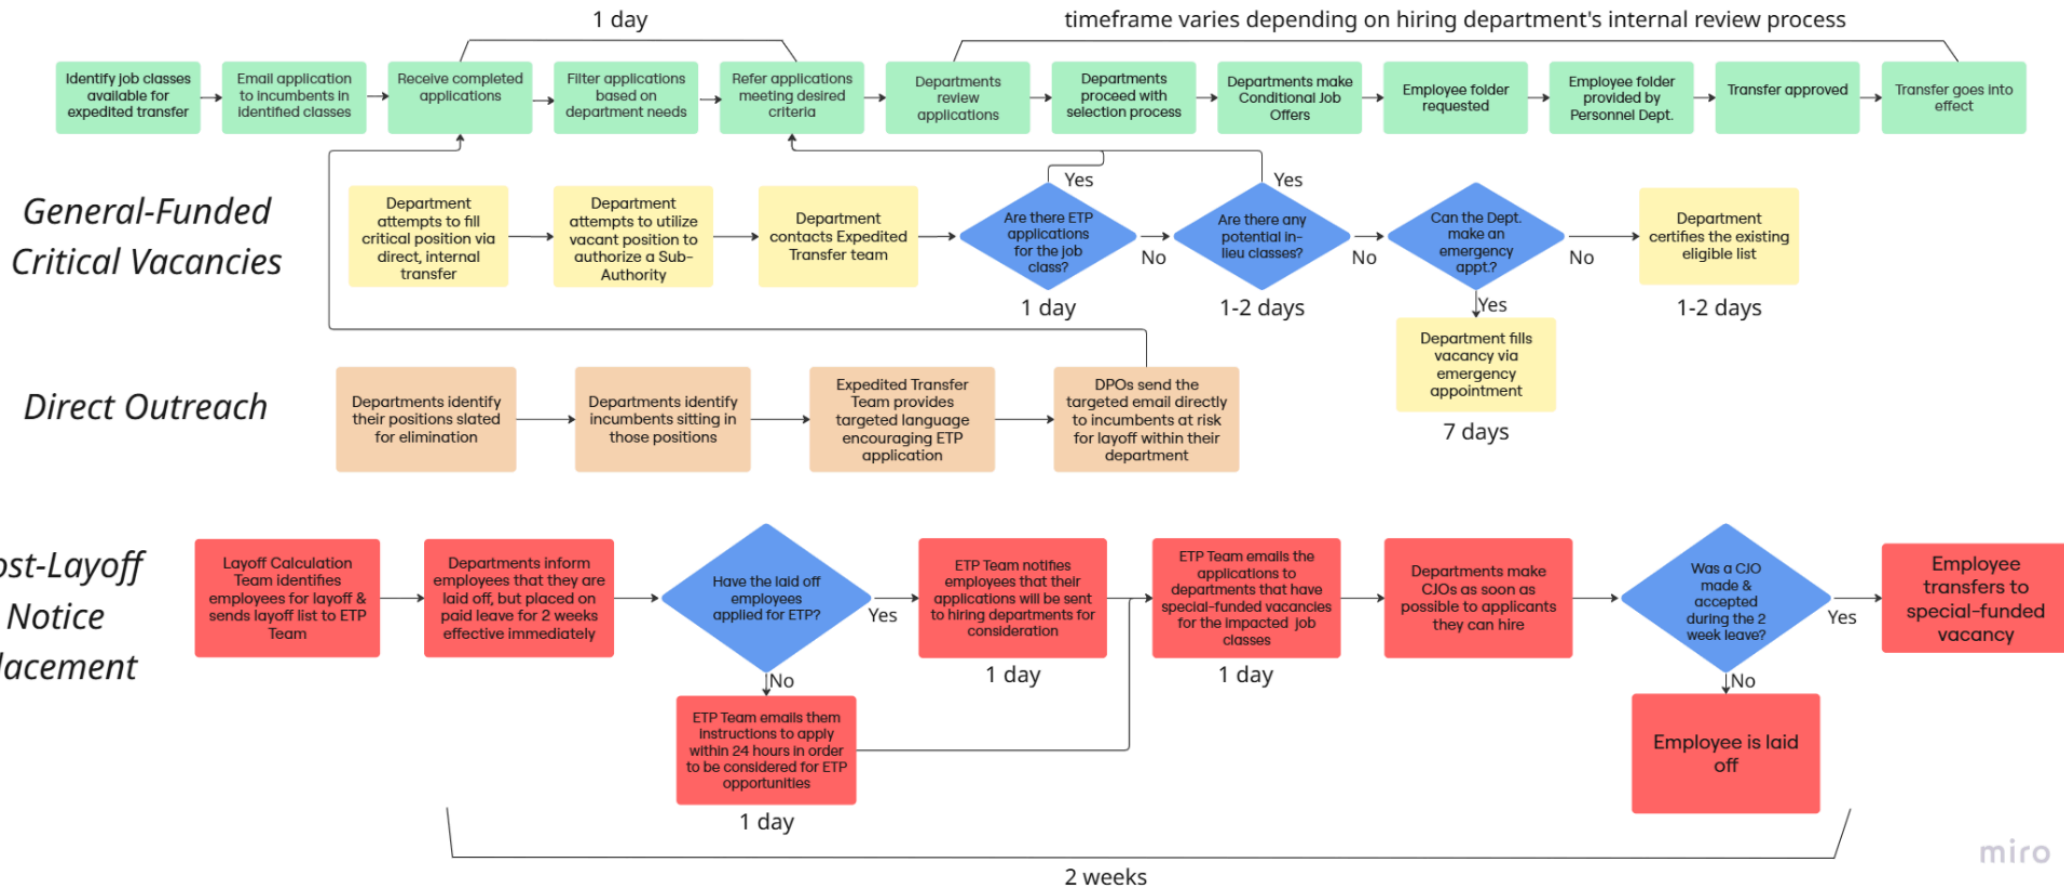 1 day
timeframe varies depending on hiring department's internal review process
Identify job classes
available for
expedited transfer
Email application
to incumbents in
identified classes
Receive completed
applications
Filter applications
based on
department needs
Refer applications
meeting desired
criteria
Departments
review
applications
Departments
proceed with
selection process
Departments make
Conditional Job
Offers
Employee folder
requested
Employee folder
provided by
Personnel Dept.
Transfer approved
Transfer goes into
effect
General-Funded
Critical Vacancies
Department
attempts to fill
critical position via
direct, internal
transfer
Department
attempts to utilize
vacant position to
authorize a Sub-
Authority
Department
contacts Expedited
Transfer team
Yes
Are there ETP
applications
for the job
class?
No
1 day
Yes
Are there any
potential in-
lieu classes?
No
1-2 days
Can the Dept.
make an
emergency
appt.?
No
Yes
Department
certifies the existing
eligible list
1-2 days
Department fills
vacancy via
emergency
appointment
7 days
Direct Outreach
Departments identify
their positions slated
for elimination
Departments identify
incumbents sitting in
those positions
Expedited Transfer
Team provides
targeted language
encouraging ETP
application
DPOs send the
targeted email directly
to incumbents at risk
for layoff within their
department
ost-Layoff
Notice
lacement
Layoff Calculation
Team identifies
employees for layoff &
sends layoff list to ETP
Team
Departments inform
employees that they are
laid off, but placed on
paid leave for 2 weeks
effective immediately
Have the laid off
employees
applied for ETP?
Yes
No
ETP Team emails them
instructions to apply
within 24 hours in order
to be considered for ETP
opportunities
1 day
ETP Team notifies
employees that their
applications will be sent
to hiring departments for
consideration
1 day
ETP Team emails the
applications to
departments that have
special-funded vacancies
for the impacted job
classes
1 day
Departments make
CJOs as soon as
possible to applicants
they can hire
Was a CJO
made &
accepted
during the 2
week leave?
Yes
No
Employee
transfers to
special-funded
vacancy
Employee is laid
off
2 weeks
miro